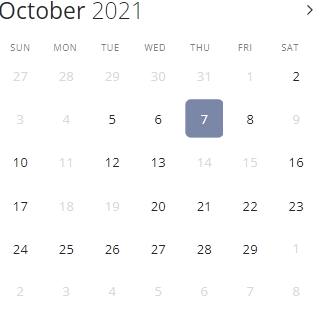 October 2021
SUN MON TUE WED THU FRI SAT
27 28 29 30 31 1 2
3 4 5 6 7 8 9
10 11 12 13 14 15 16
17 18 19 20 21 22 23
24 25 26 27 28 29 1
2 3 4 5 6 7 8